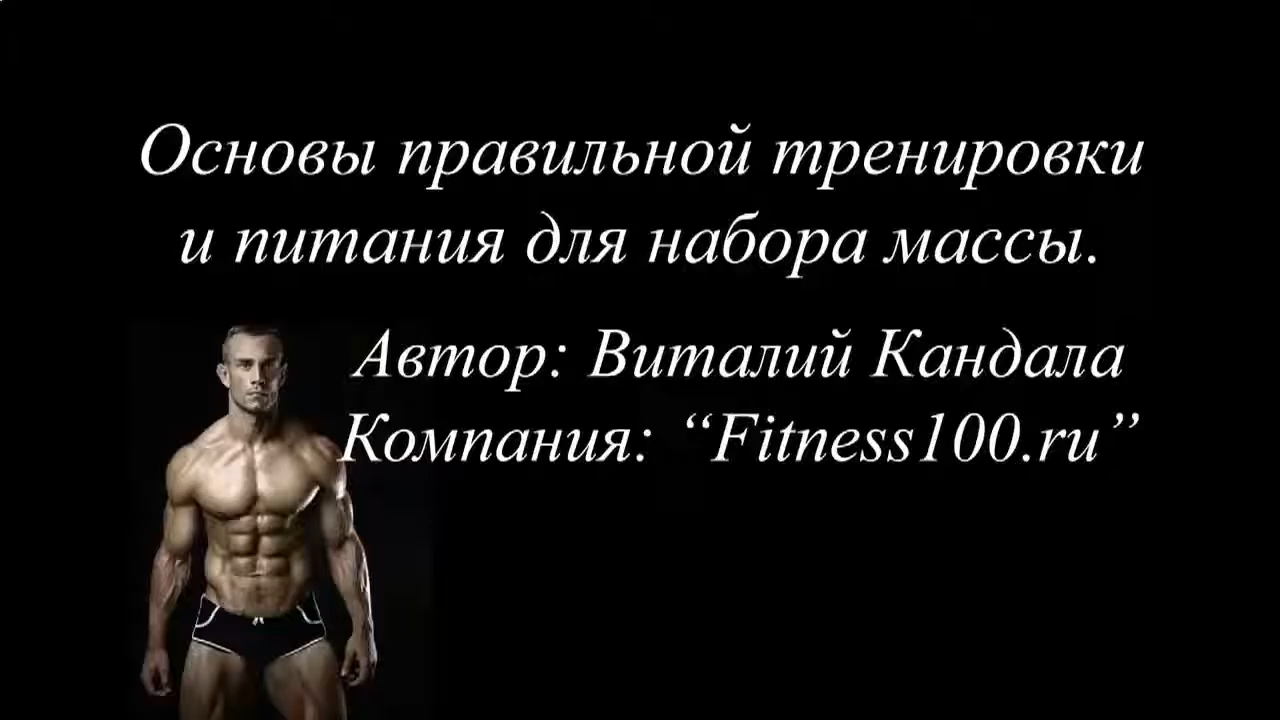 Основы правильной тренировки
и питания для набора массы.
Автор: Виталий Кандала
Компания: “Fitness100.ru”